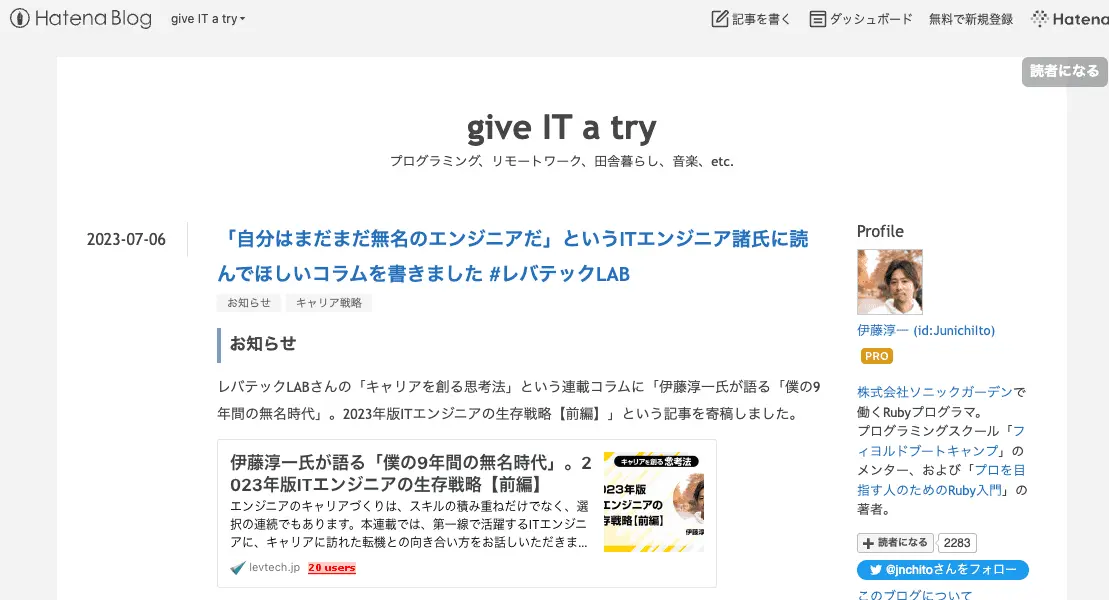 Hatena Blog
give IT a try
記事を書く
ダッシュボード
無料で新規登録
Hatena
読者になる
give IT a try
プログラミング、リモートワーク、田舎暮らし、音楽、etc.
2023-07-06
「自分はまだまだ無名のエンジニアだ」というITエンジニア諸氏に読
んでほしいコラムを書きました #レバテックLAB
お知らせ
キャリア戦略
お知らせ
レバテックLABさんの「キャリアを創る思考法」という連載コラムに「伊藤淳一氏が語る「僕の9
年間の無名時代」。2023年版ITエンジニアの生存戦略【前編】」という記事を寄稿しました。
伊藤淳一氏が語る「僕の9年間の無名時代」。2
023年版ITエンジニアの生存戦略【前編】
エンジニアのキャリアづくりは、スキルの積み重ねだけでなく、選
択の連続でもあります。本連載では、第一線で活躍するITエンジニ
アに、キャリアに訪れた転機との向き合い方をお話しいただきま...
levtech.jp
20 users
キャリアを創る 思考法
023年版
エンジニアの
存戦略【前編】
伊藤淳
Profile
伊藤淳一 (id:JunichiIto)
PRO
株式会社ソニックガーデンで
働くRubyプログラマ。
プログラミングスクール「フ
ィヨルドブートキャンプ」の
メンター、および「プロを目
指す人のためのRuby入門」の
著者。
読者になる
2283
@jnchitoさんをフォロー
このブログについて